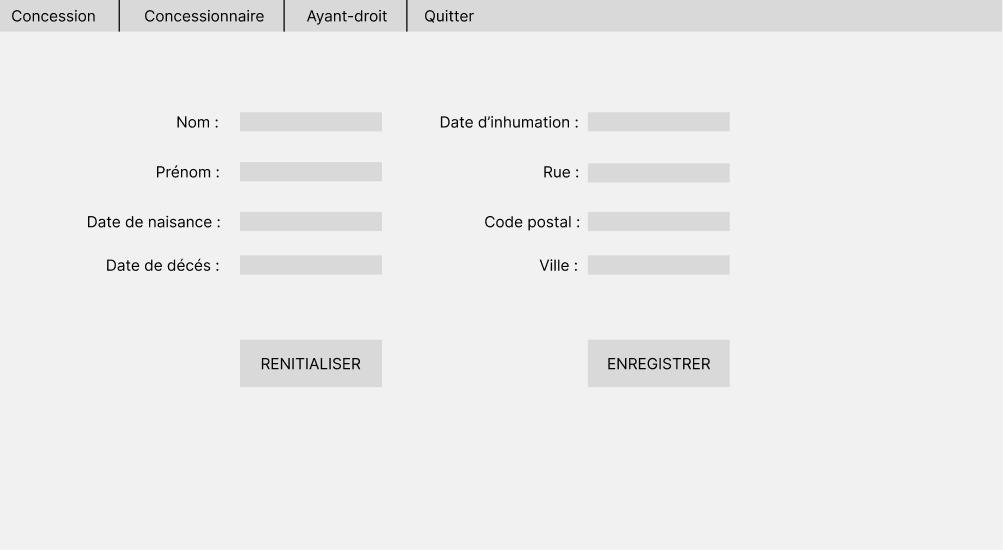 Concession Concessionnaire Ayant-droit Quitter
Nom : Date d'inhumation :
Prénom : Rue :
Date de naisance : Code postal :
Date de décés : Ville :
RENITIALISER ENREGISTRER